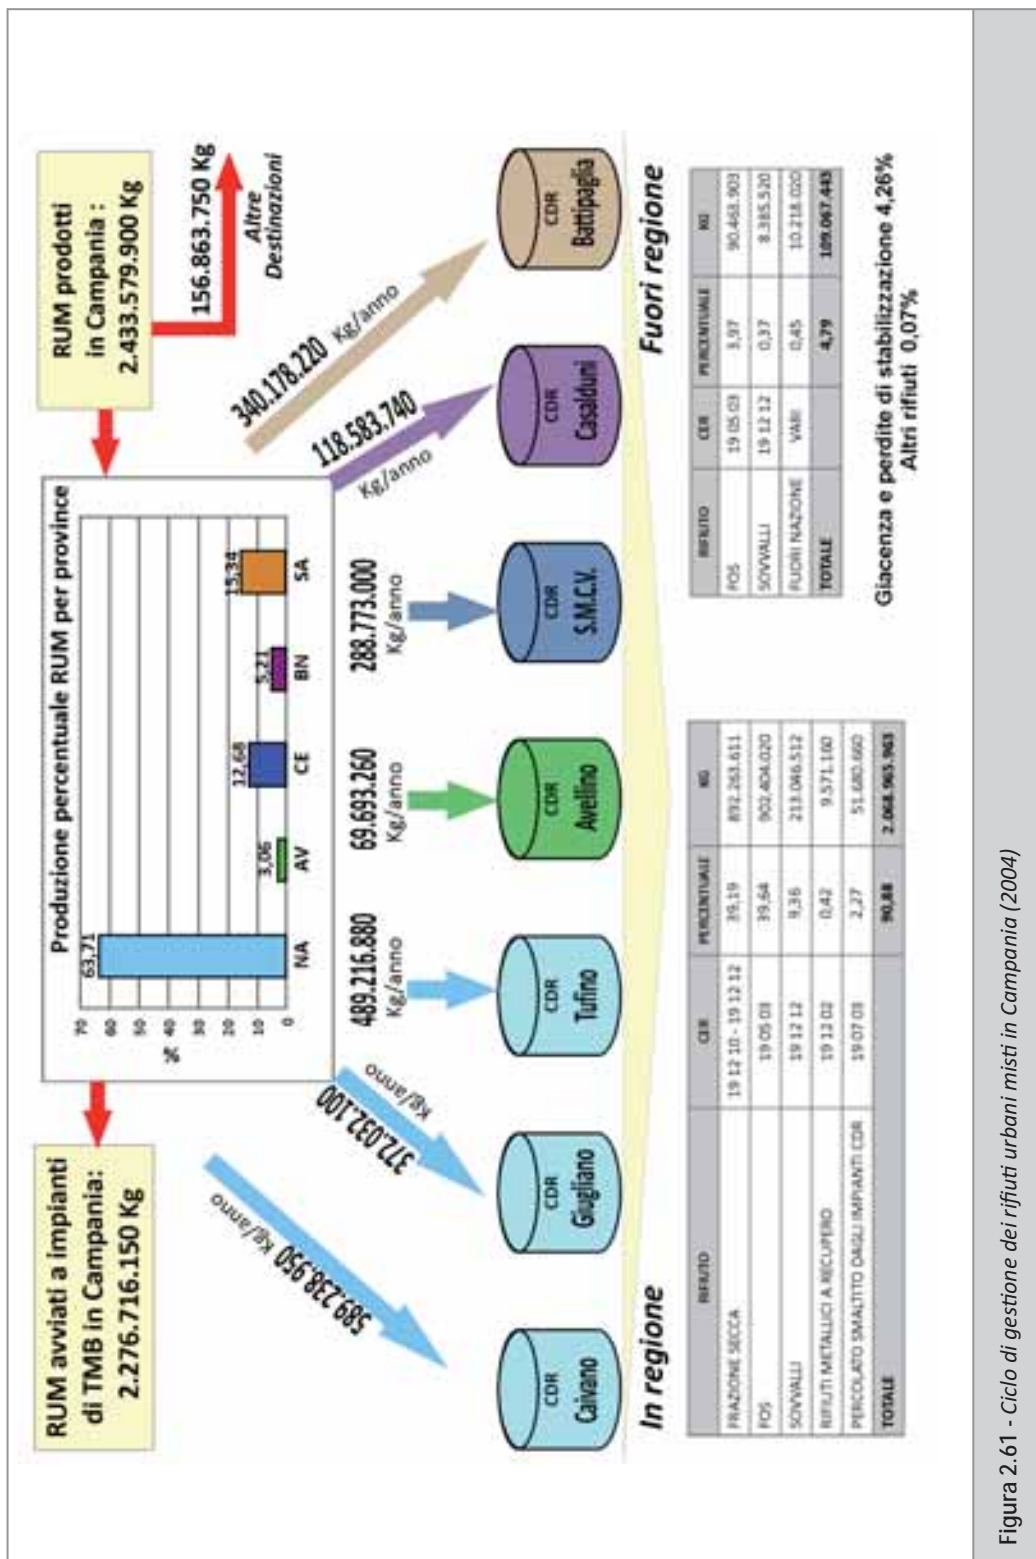 RUM avviati a impianti
di TMB in Campania:
2.276.716.150 Kg
Produzione percentuale RUM per province
%
70
60
50
40
30
20
10
0
63,71
3,06
12,68
5,21
15,34
NA
AV
CE
BN
SA
RUM prodotti
in Campania :
2.433.579.900 Kg
156.863.750 Kg
Altre
Destinazioni
589.238.950 Kg/anno
372.032.100
Kg/anno
489.216.880
Kg/anno
69.693.260
Kg/anno
288.773.000
Kg/anno
118.583.740
Kg/anno
340.178.220 Kg/anno
CDR
Caivano
CDR
Giugliano
CDR
Tufino
CDR
Avellino
CDR
S.M.C.V.
CDR
Casalduni
CDR
Battipaglia
In regione
RIFIUTO CER PERCENTUALE KG
FRAZIONE SECCA 19 12 10 - 19 12 12 39,19 892.263.611
FOS 19 05 03 39,64 902.404.020
SOVVALLI 19 12 12 9,36 213.046.512
RIFIUTI METALLICI A RECUPERO 19 12 02 0,42 9.571.160
PERCOLATO SMALTITO DAGLI IMPIANTI CDR 19 07 03 2,27 51.680.660
TOTALE 90,88 2.068.965.963
Fuori regione
RIFIUTO CER PERCENTUALE KG
FOS 19 05 03 3,97 90.463.903
SOVVALLI 19 12 12 0,37 8.385.520
FUORI NAZIONE VARI 0,45 10.218.020
TOTALE 4,79 109.067.443
Giacenza e perdite di stabilizzazione 4,26%
Altri rifiuti 0,07%
Figura 2.61 - Ciclo di gestione dei rifiuti urbani misti in Campania (2004)